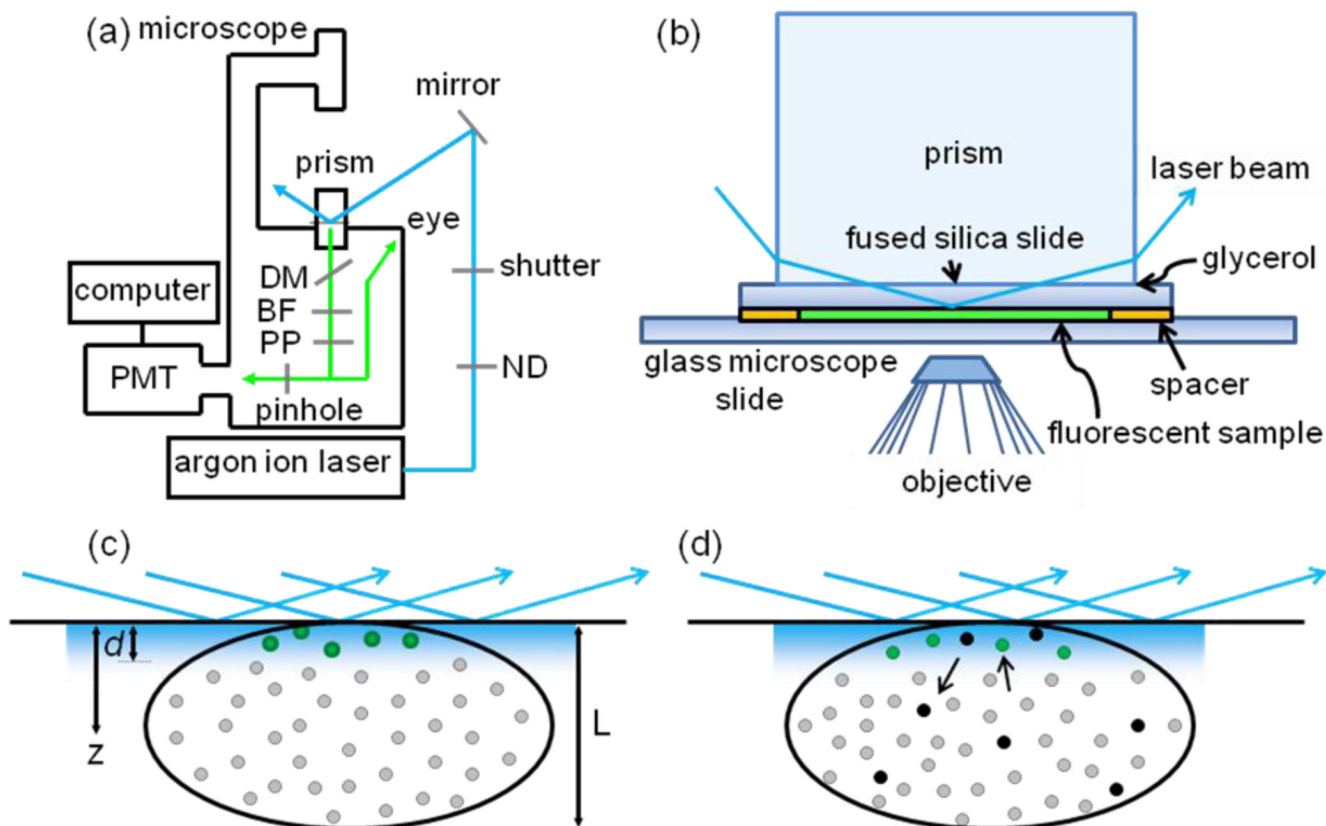 (a)
microscope
mirror
prism
eye
DM
shutter
computer
BF
PP
PMT
ND
pinhole
argon ion laser
(b)
prism
laser beam
fused silica slide
glycerol
glass microscope
slide
spacer
fluorescent sample
objective
(c)
d
z
L
(d)